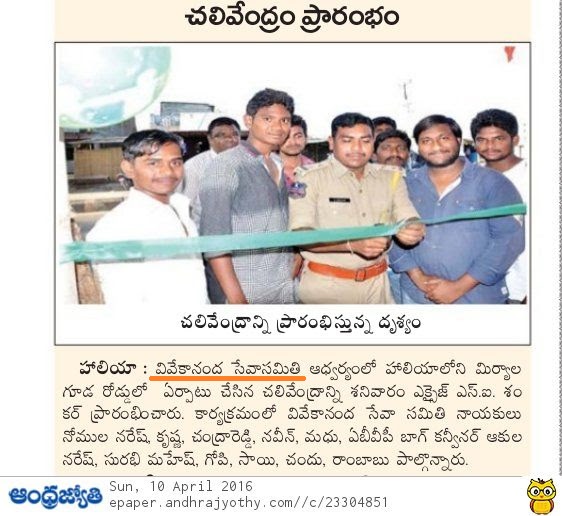 చలివేంద్రం ప్రారంభం
చలివేంద్రాన్ని ప్రారంభిస్తున్న దృశ్యం
హాలియా : వివేకానంద సేవాసమితి ఆధ్వర్యంలో హాలియాలోని మిర్యాల
గూడ రోడ్డులో ఏర్పాటు చేసిన చలివేంద్రాన్ని శనివారం ఎక్సైజ్ ఎస్.ఐ. శం
కర్ ప్రారంభించారు. కార్యక్రమంలో వివేకానంద సేవా సమితి నాయకులు
నోముల నరేష్, కృష్ణ, చంద్రారెడ్డి, నవీన్, మధు, ఏబీవీపీ బాగ్ కన్వీనర్ ఆకుల
నరేష్, సురభి మహేష్, గోపి, సాయి, చందు, రాంబాబు పాల్గొన్నారు.
ఆంధ్రజ్యోతి
Sun, 10 April 2016
epaper.andhrajyothy.com//c/23304851